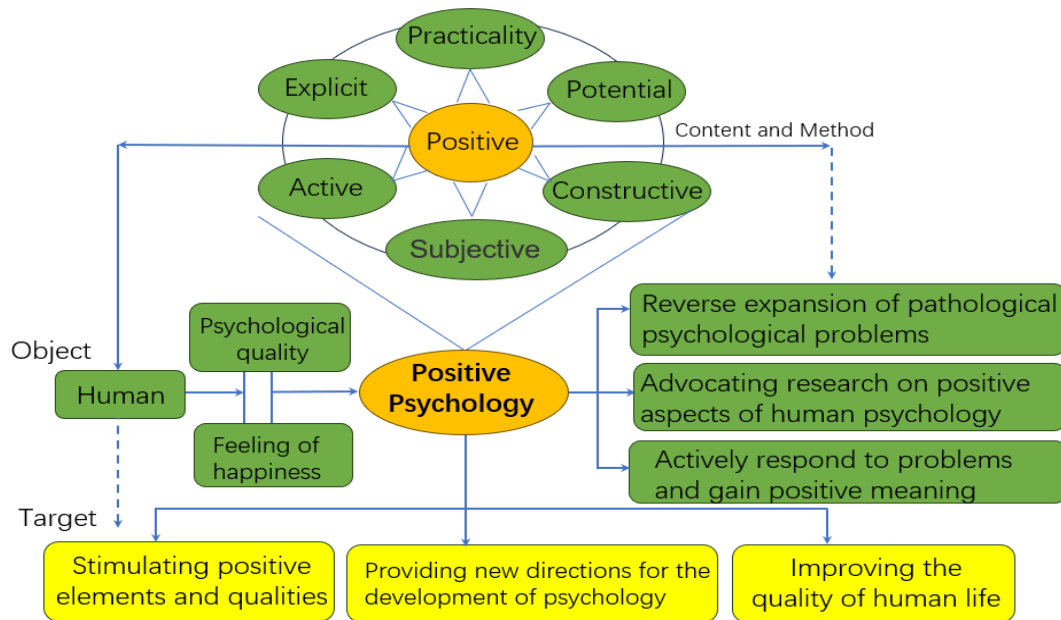 Practicality
Explicit
Potential
Positive
Content and Method
Active
Constructive
Subjective
Reverse expansion of pathological
psychological problems
Psychological
quality
Object
Positive
Psychology
Human
Advocating research on positive
aspects of human psychology
Feeling of
happiness
Actively respond to problems
and gain positive meaning
Target
Stimulating positive
elements and qualities
Providing new directions for the
development of psychology
Improving the
quality of human life